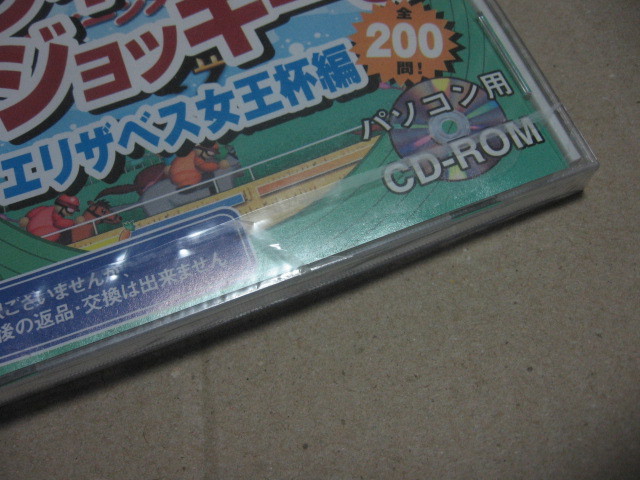 ジョッキー
エリザベス女王杯編
全
200
問!
パソコン用
CD-ROM
ございませんが、
後の返品・交換は出来ません